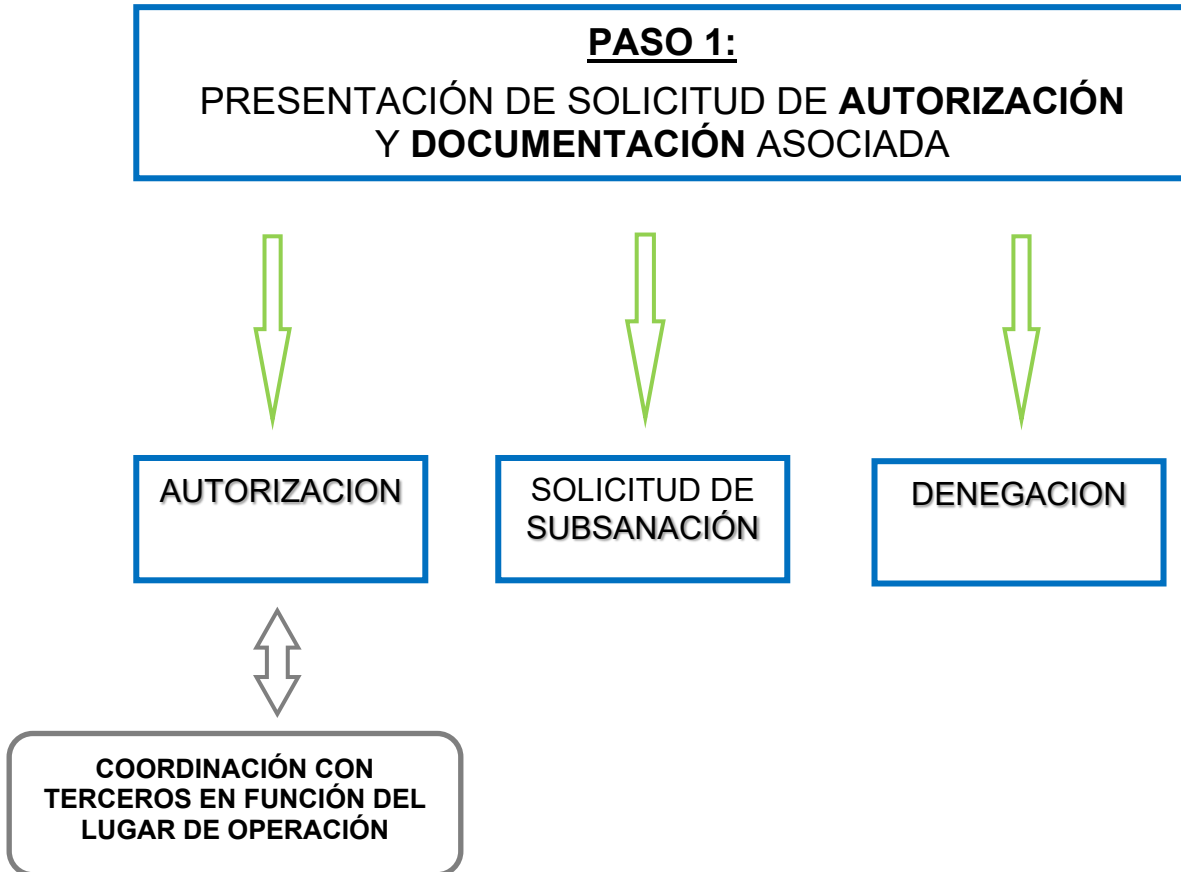 PASO 1:
PRESENTACIÓN DE SOLICITUD DE AUTORIZACIÓN
Y DOCUMENTACIÓN ASOCIADA
AUTORIZACION
SOLICITUD DE
SUBSANACIÓN
DENEGACION
COORDINACIÓN CON
TERCEROS EN FUNCIÓN DEL
LUGAR DE OPERACIÓN